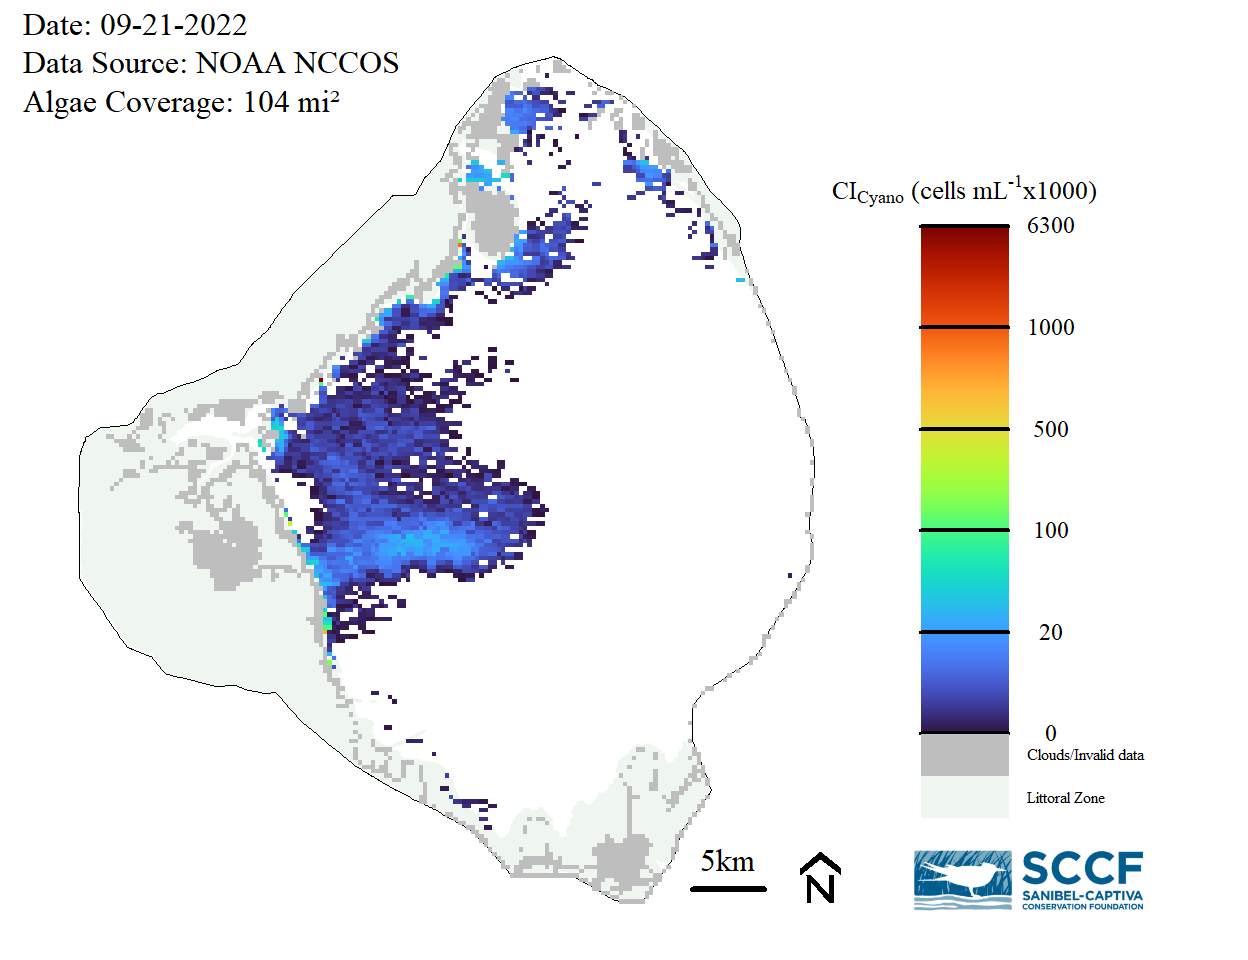 Date: 09-21-2022
Data Source: NOAA NCCOS
Algae Coverage: 104 mi²
CICyano (cells mL-1x1000)
6300
1000
500
100
20
0
Clouds/Invalid data
Littoral Zone
5km
N
SCCF
SANIBEL-CAPTIVA
CONSERVATION FOUNDATION